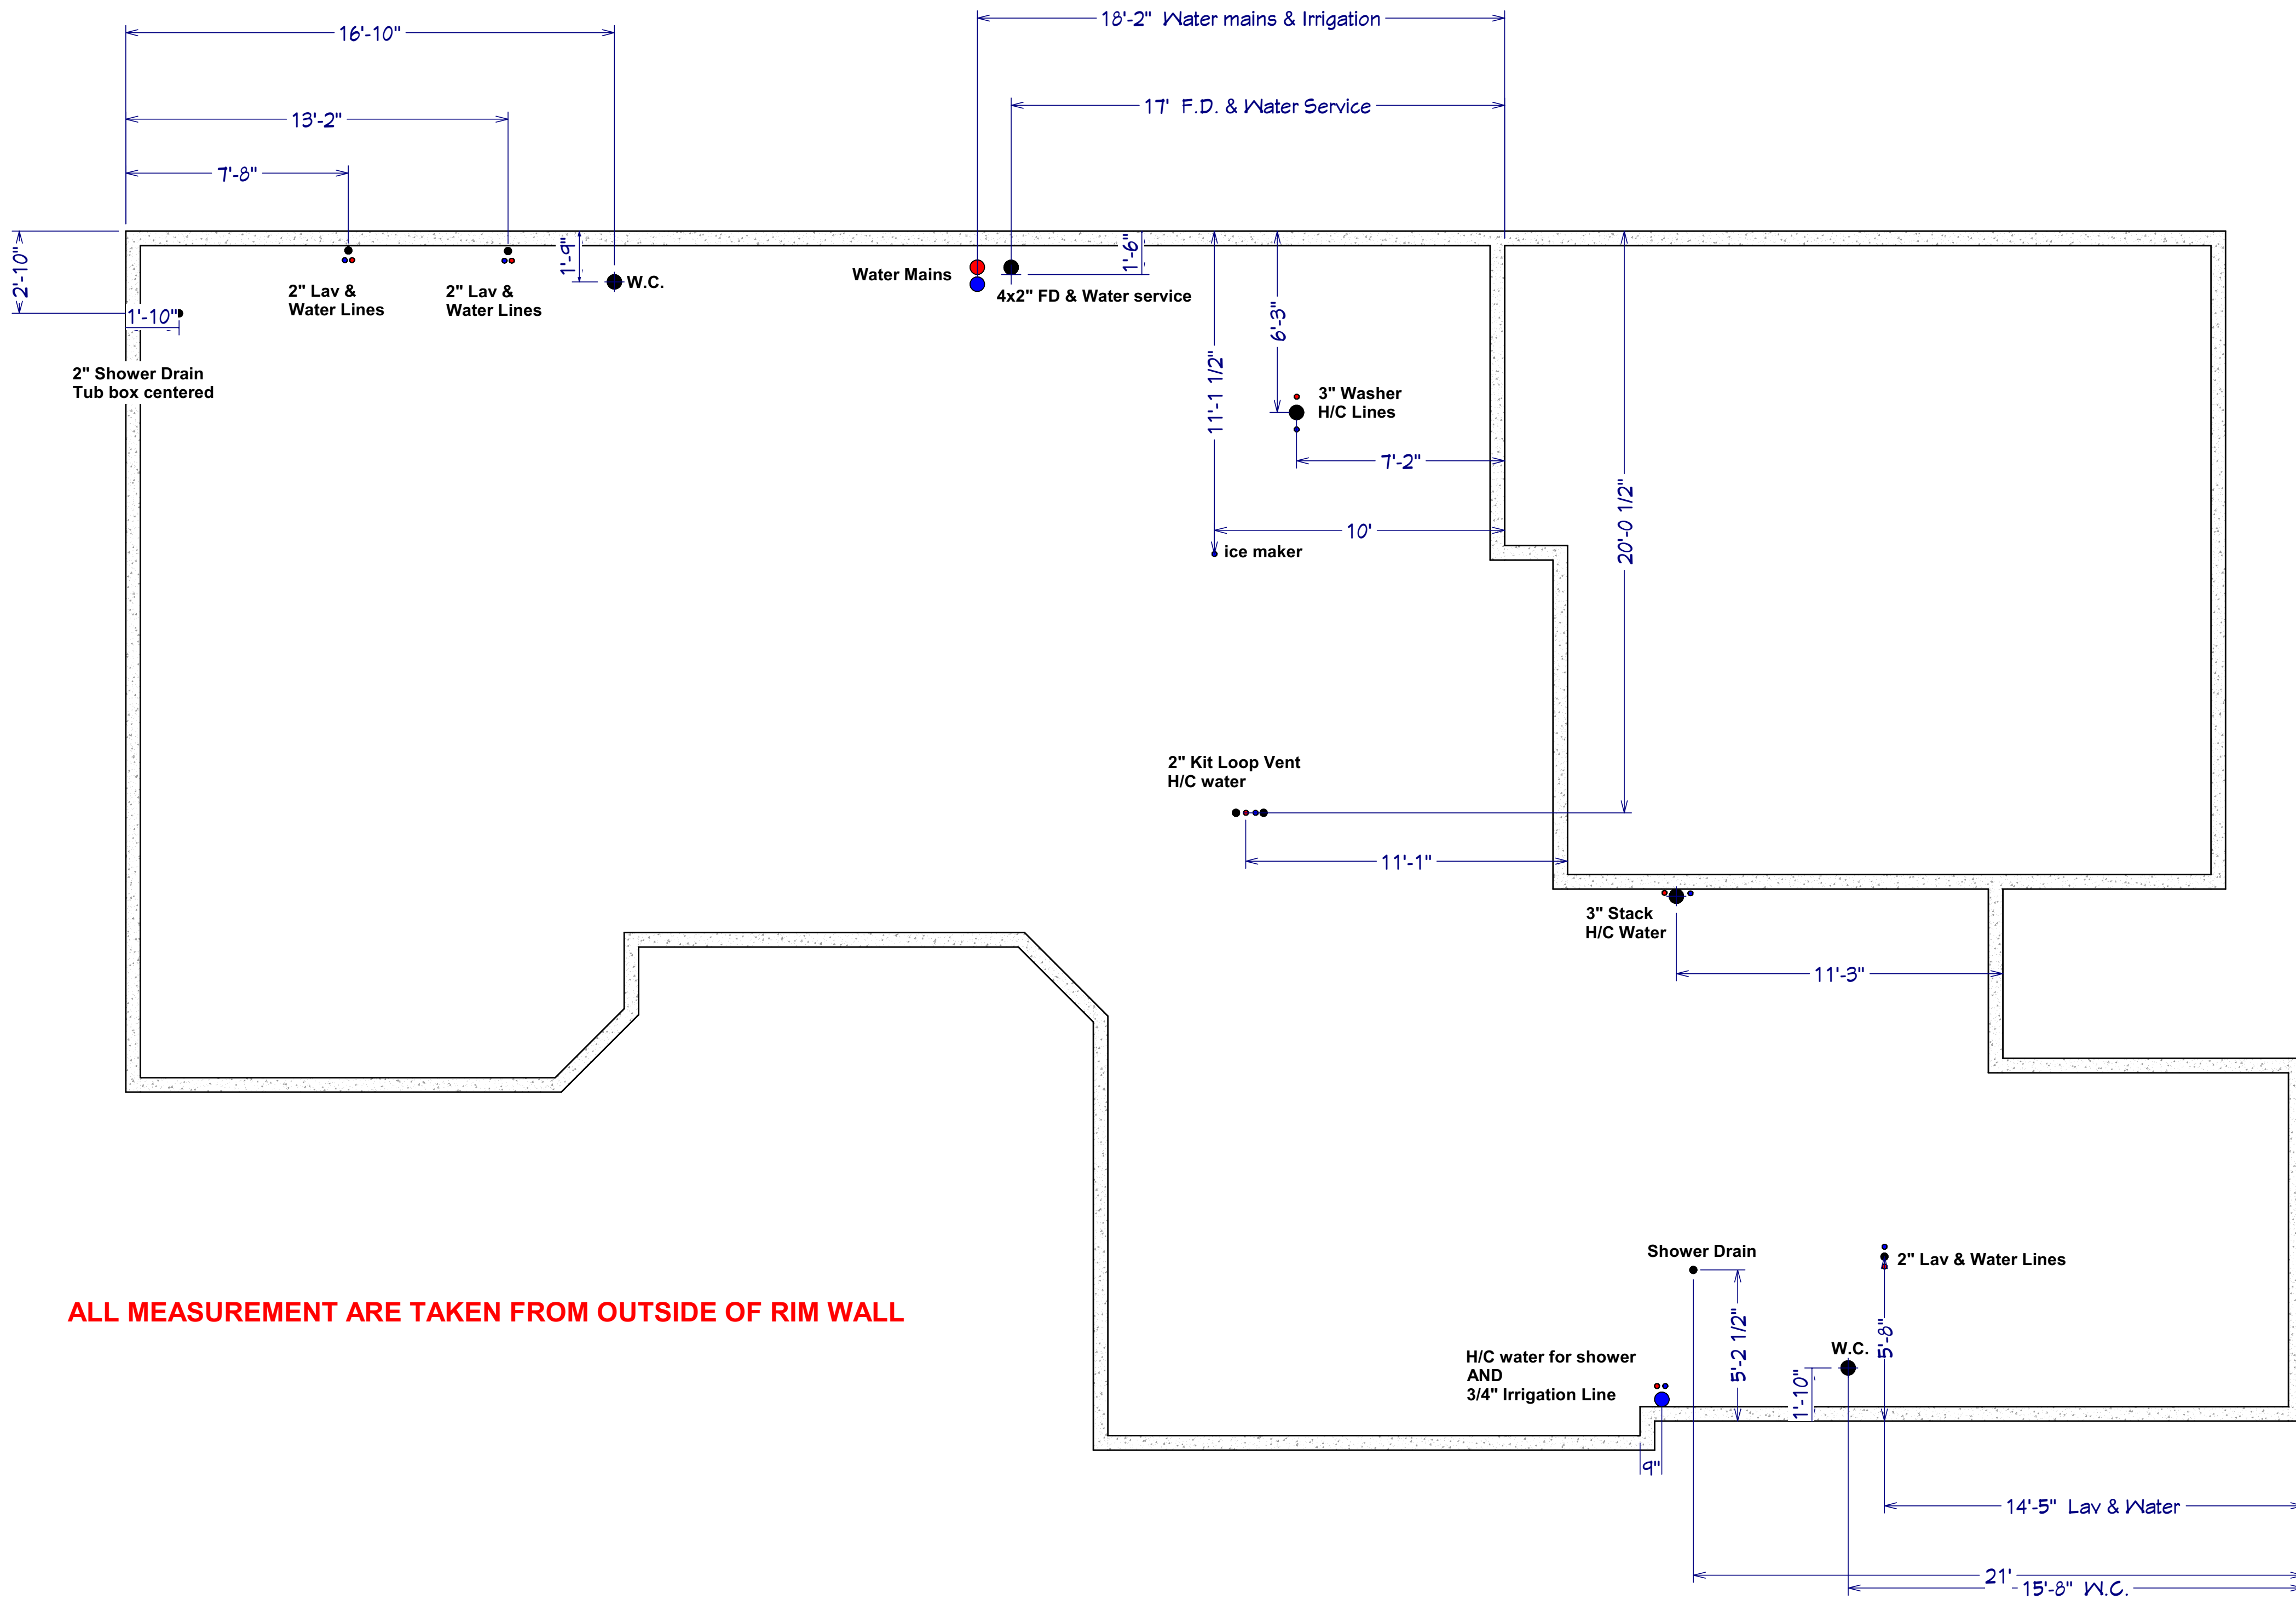 18'-2" Water mains & Irrigation
16'-10"
17' F.D. & Water Service
13'-2"
7'-8"
2'-10"
1'-9"
1'-6"
W.C.
Water Mains
4x2" FD & Water service
2" Lav &
Water Lines
2" Lav &
Water Lines
1'-10"
6'-3"
2" Shower Drain
Tub box centered
11'-1 1/2"
3" Washer
H/C Lines
7'-2"
10'
20'-0 1/2"
ice maker
2" Kit Loop Vent
H/C water
11'-1"
3" Stack
H/C Water
11'-3"
Shower Drain
2" Lav & Water Lines
ALL MEASUREMENT ARE TAKEN FROM OUTSIDE OF RIM WALL
5'-2 1/2"
5'-8"
W.C.
H/C water for shower
AND
3/4" Irrigation Line
1'-10"
9"
14'-5" Lav & Water
21'
15'-8" W.C.